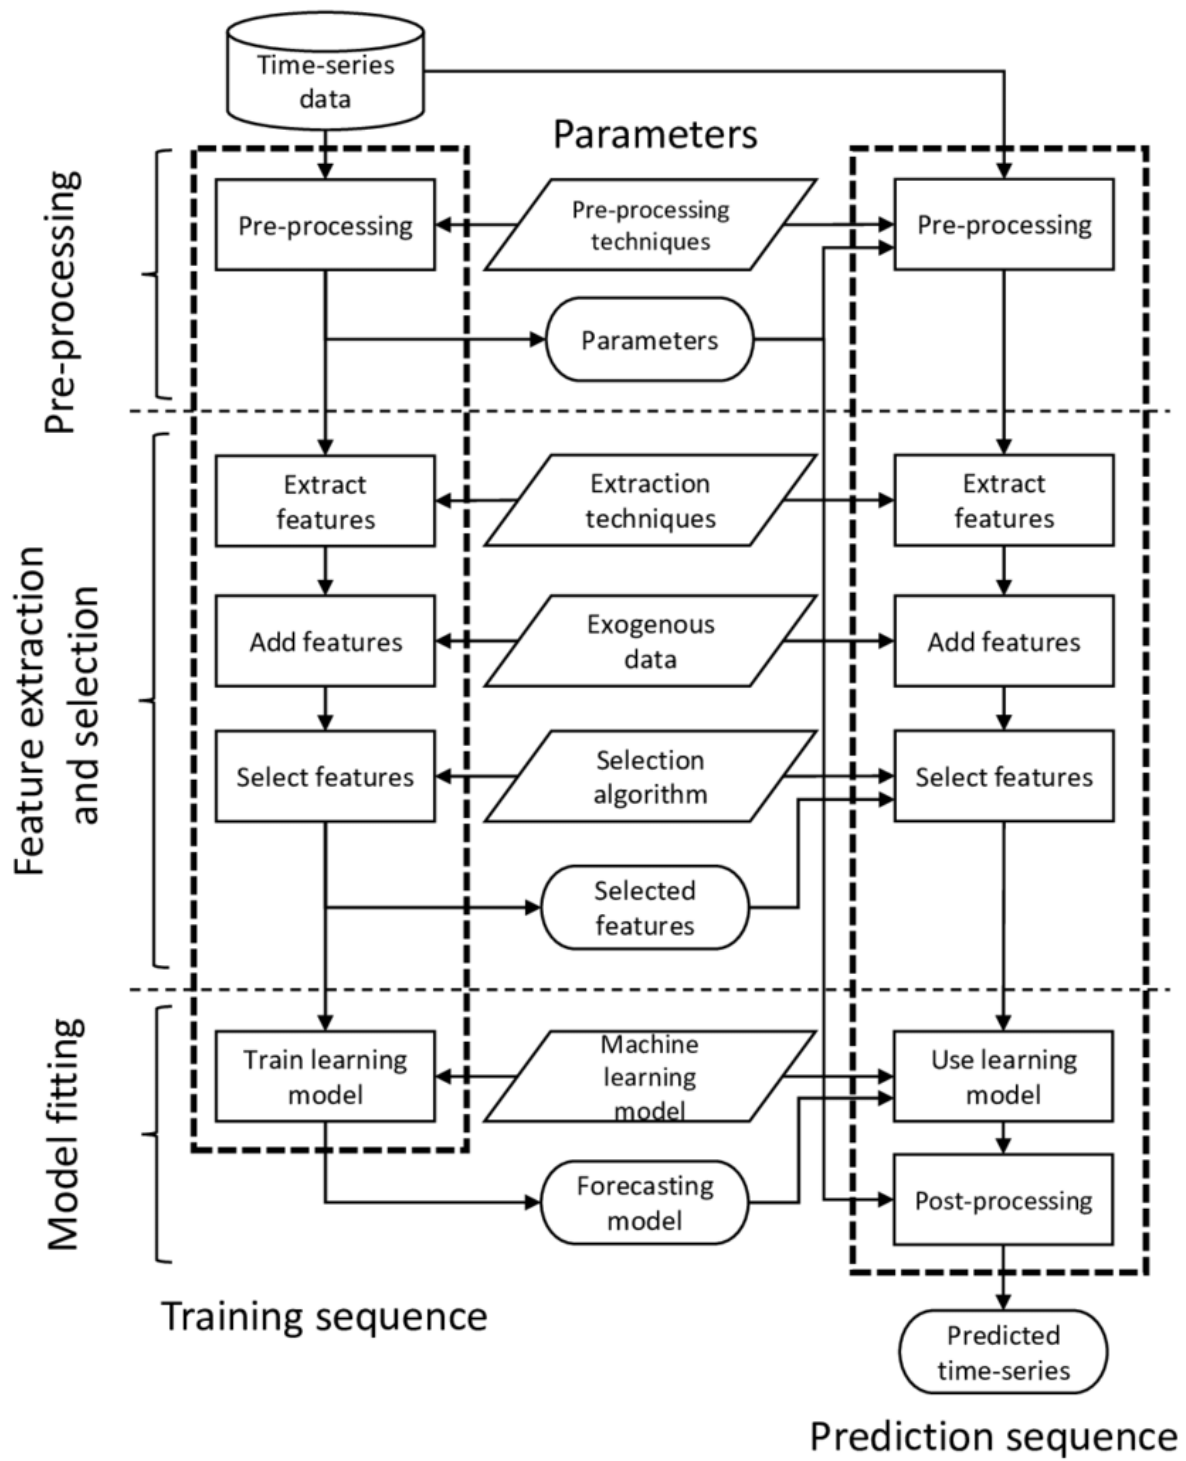 Time-series
data
Parameters
Pre-processing
Pre-processing
Pre-processing
techniques
Pre-processing
Parameters
Feature extraction
and selection
Extract
features
Extraction
techniques
Extract
features
Add features
Exogenous
data
Add features
Select features
Selection
algorithm
Select features
Selected
features
Model fitting
Train learning
model
Machine
learning
model
Use learning
model
Forecasting
model
Post-processing
Training sequence
Predicted
time-series
Prediction sequence